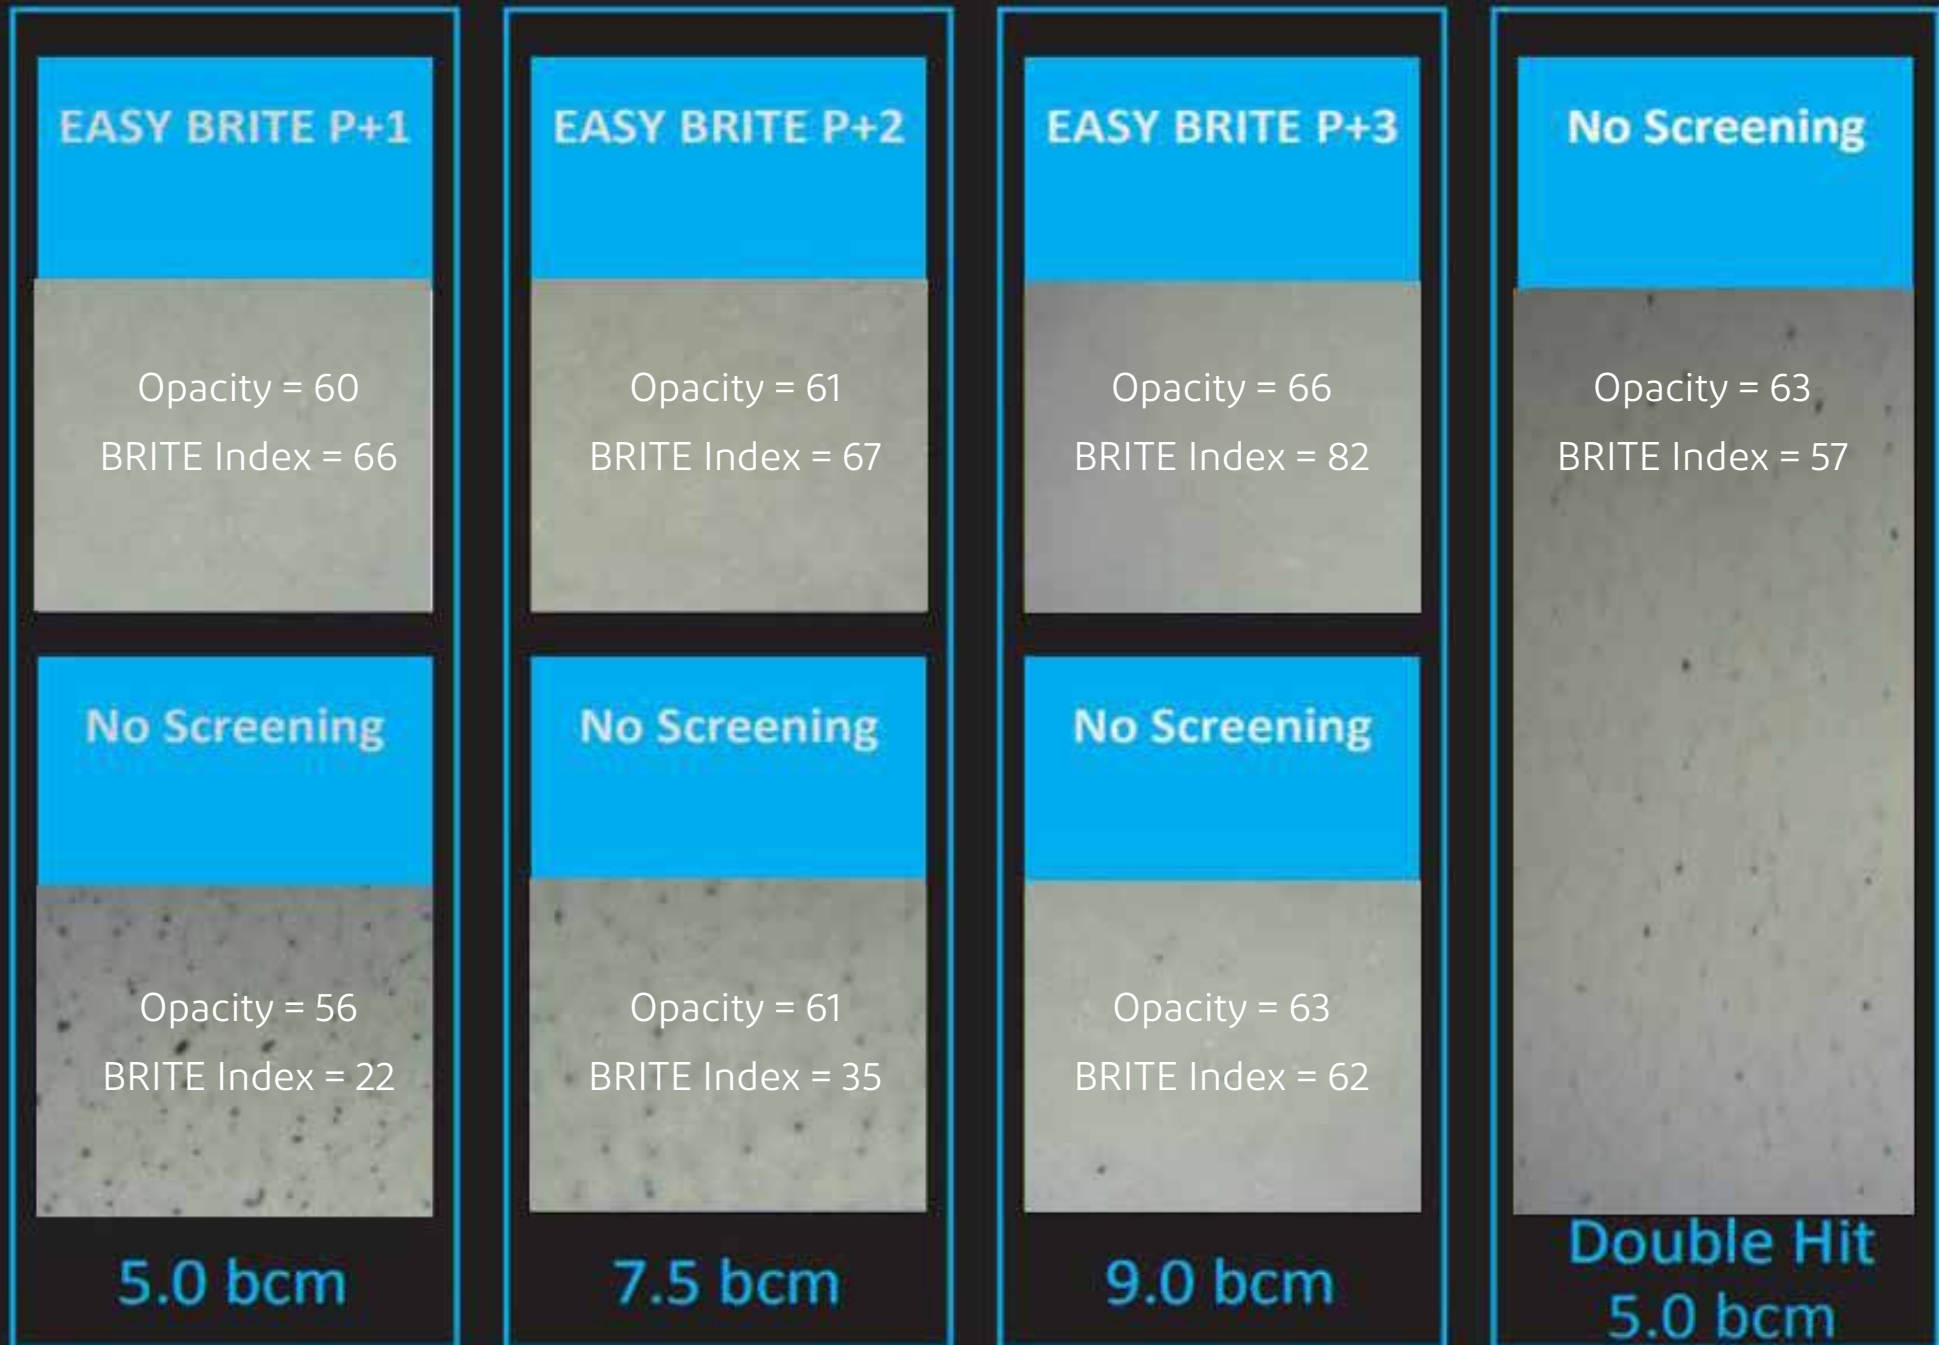 EASY BRITE P+1
Opacity = 60
BRITE Index = 66
No Screening
Opacity = 56
BRITE Index = 22
5.0 bcm
EASY BRITE P+2
Opacity = 61
BRITE Index = 67
No Screening
Opacity = 61
BRITE Index = 35
7.5 bcm
EASY BRITE P+3
Opacity = 66
BRITE Index = 82
No Screening
Opacity = 63
BRITE Index = 62
9.0 bcm
No Screening
Opacity = 63
BRITE Index = 57
Double Hit
5.0 bcm